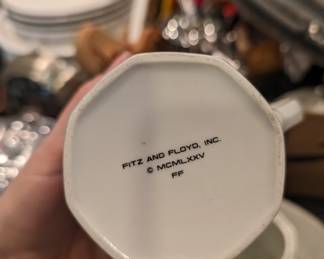 FITZ AND FLOYD, INC.
© MCMLXXV
FF